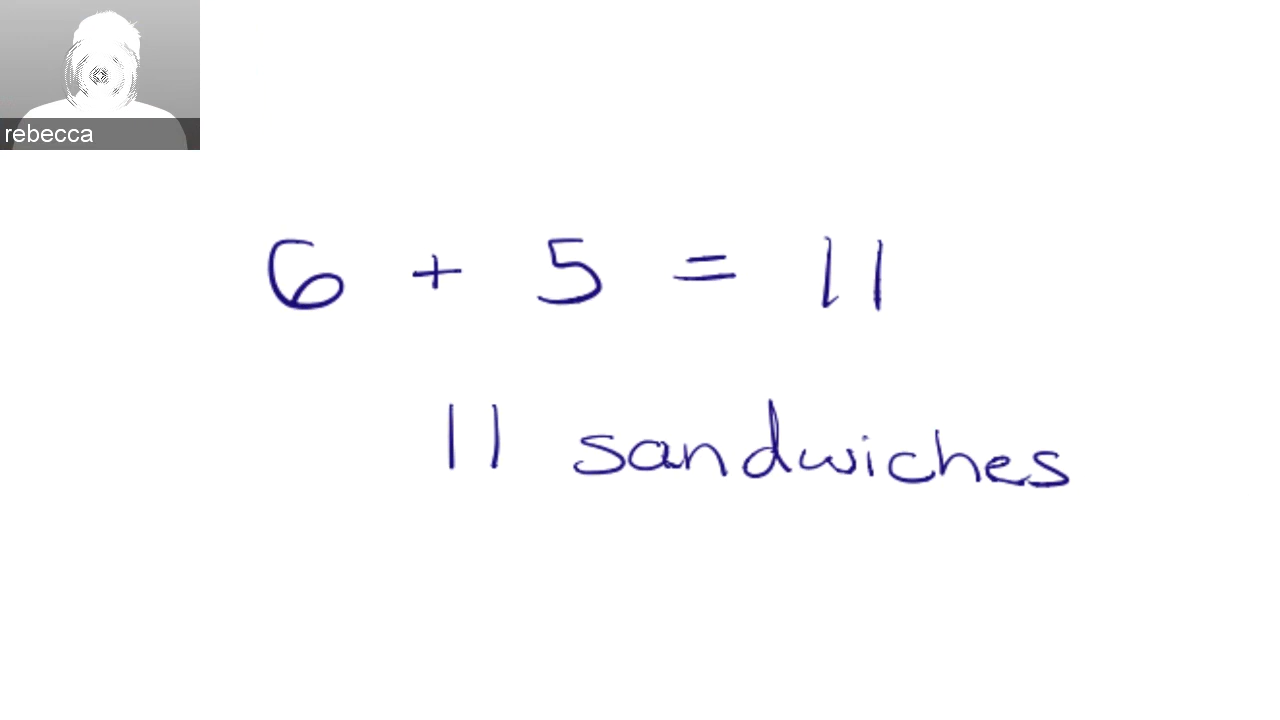 rebecca
6 + 5 = 11
11 sandwiches